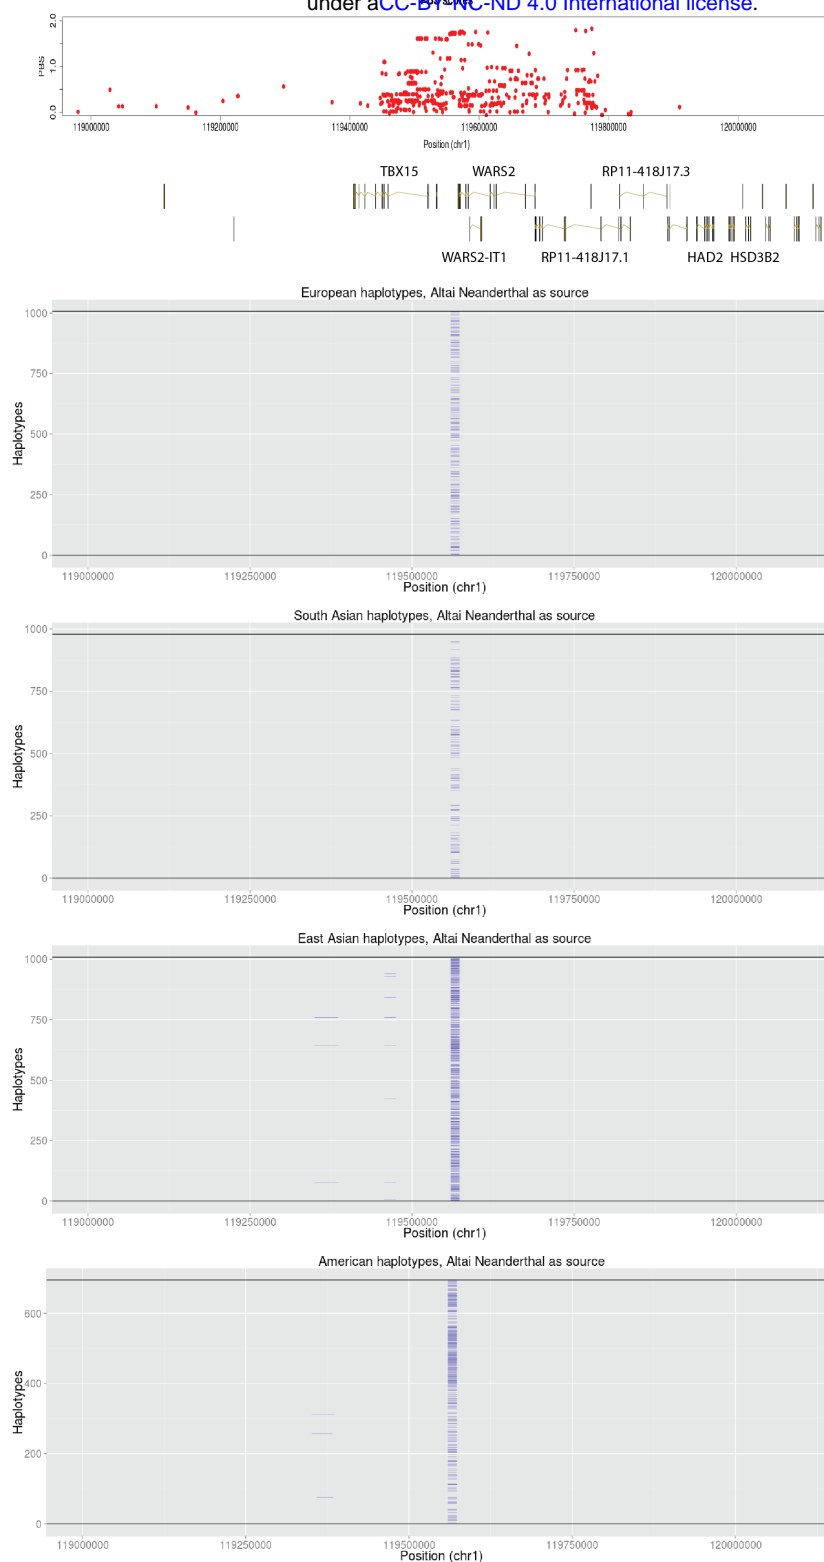 under aCC-BY-NC-ND 4.0 International license.
2.0
1.0
0.0
PBS
119000000 119200000 119400000 119600000 119800000 120000000
Position (chr1)
TBX15 WARS2 RP11-418J17.3
WARS2-IT1 RP11-418J17.1 HAD2 HSD3B2
European haplotypes, Altai Neanderthal as source
1000
750
500
250
0
Haplotypes
119000000 119250000 119500000 119750000 120000000
Position (chr1)
South Asian haplotypes, Altai Neanderthal as source
1000
750
500
250
0
Haplotypes
119000000 119250000 119500000 119750000 120000000
Position (chr1)
East Asian haplotypes, Altai Neanderthal as source
1000
750
500
250
0
Haplotypes
119000000 119250000 119500000 119750000 120000000
Position (chr1)
American haplotypes, Altai Neanderthal as source
600
400
200
0
Haplotypes
119000000 119250000 119500000 119750000 120000000
Position (chr1)